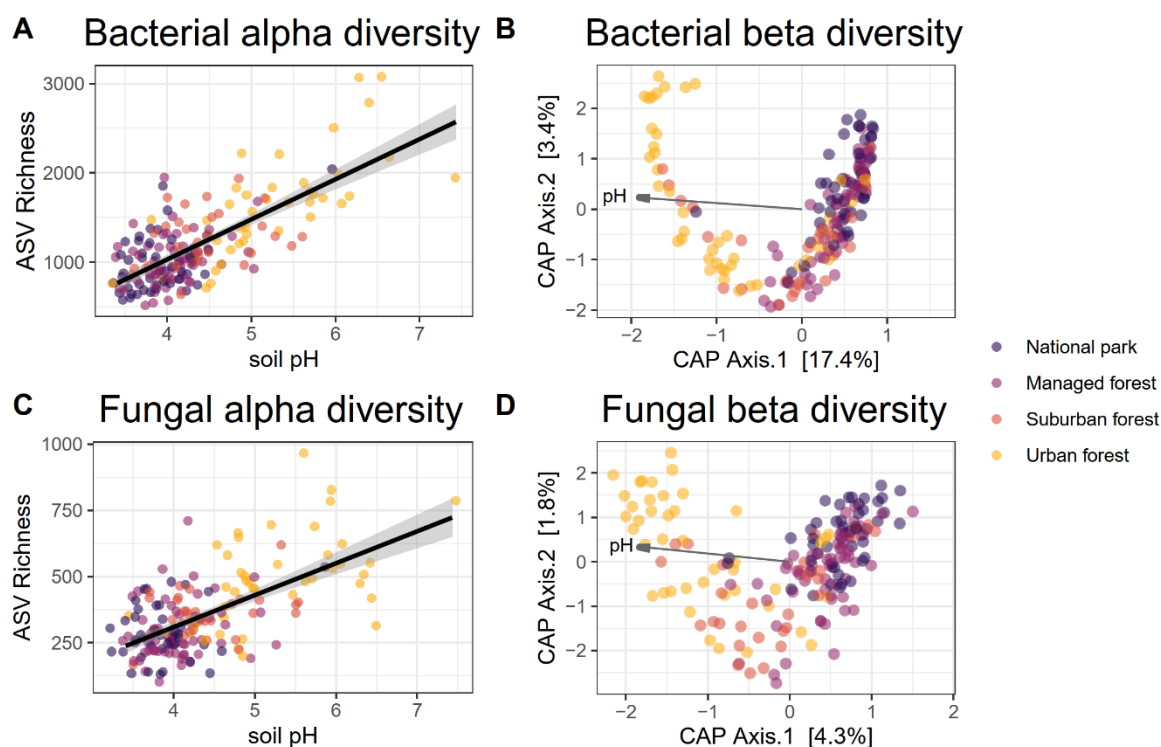 A Bacterial alpha diversity
ASV Richness
3000
2000
1000
4 5 6 7
soil pH
B Bacterial beta diversity
CAP Axis.2 [3.4%]
2
1
0
−1
−2
pH
−2 −1 0 1
CAP Axis.1 [17.4%]
C Fungal alpha diversity
ASV Richness
1000
750
500
250
4 5 6 7
soil pH
D Fungal beta diversity
CAP Axis.2 [1.8%]
2
1
0
−1
−2
pH
−2 −1 0 1 2
CAP Axis.1 [4.3%]
National park
Managed forest
Suburban forest
Urban forest